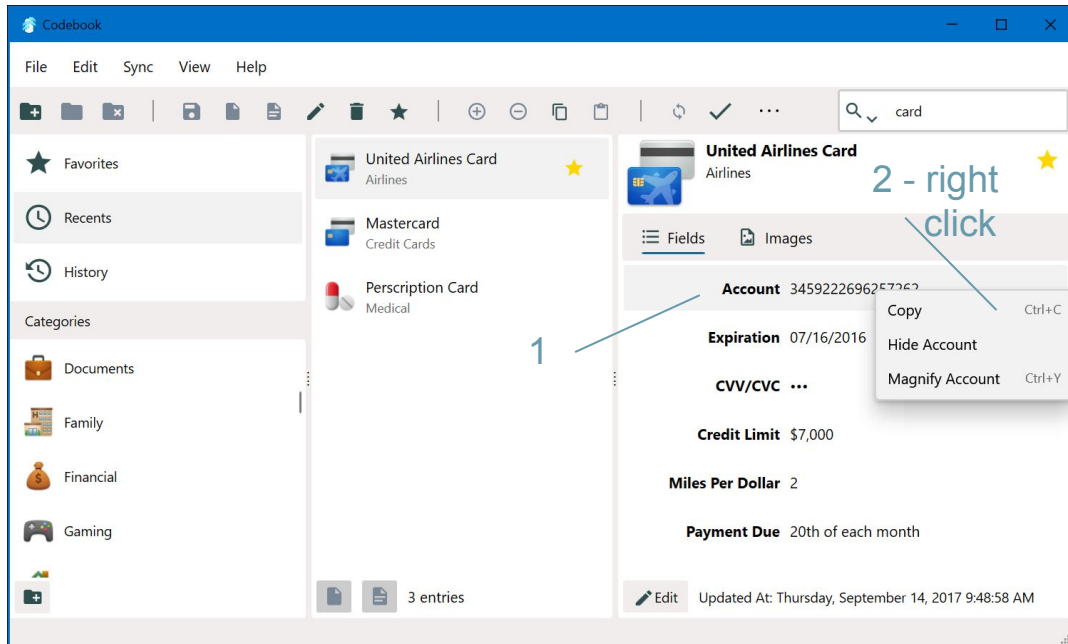 Codebook
File Edit Sync View Help
card
Favorites
Recents
History
Categories
Documents
Family
Financial
Gaming
United Airlines Card
Airlines
Mastercard
Credit Cards
Perscription Card
Medical
3 entries
United Airlines Card
Airlines
2 - right
click
Fields Images
1
Account 3459222696257262
Expiration 07/16/2016
CVV/CVC •••
Credit Limit $7,000
Miles Per Dollar 2
Payment Due 20th of each month
Copy Ctrl+C
Hide Account
Magnify Account Ctrl+Y
Edit Updated At: Thursday, September 14, 2017 9:48:58 AM